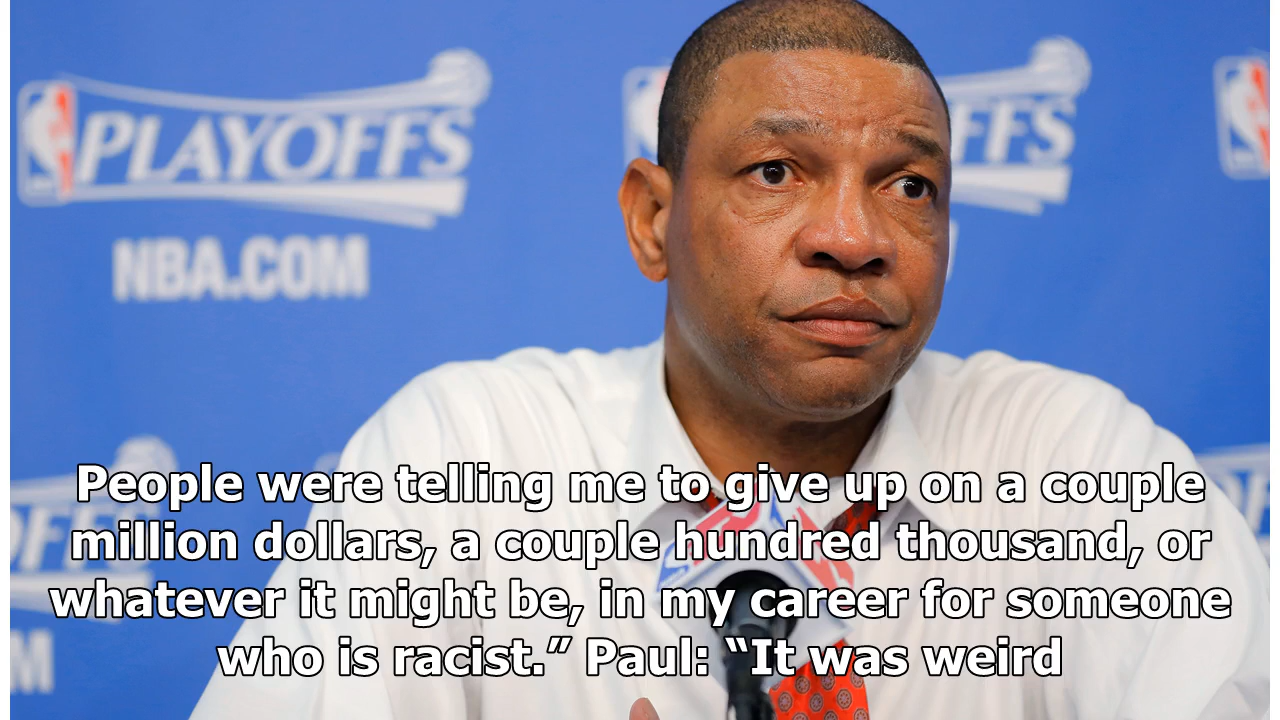 PLAYOFFS
FFS
NBA.COM
People were telling me to give up on a couple
million dollars, a couple hundred thousand, or
whatever it might be, in my career for someone
who is racist.” Paul: “It was weird